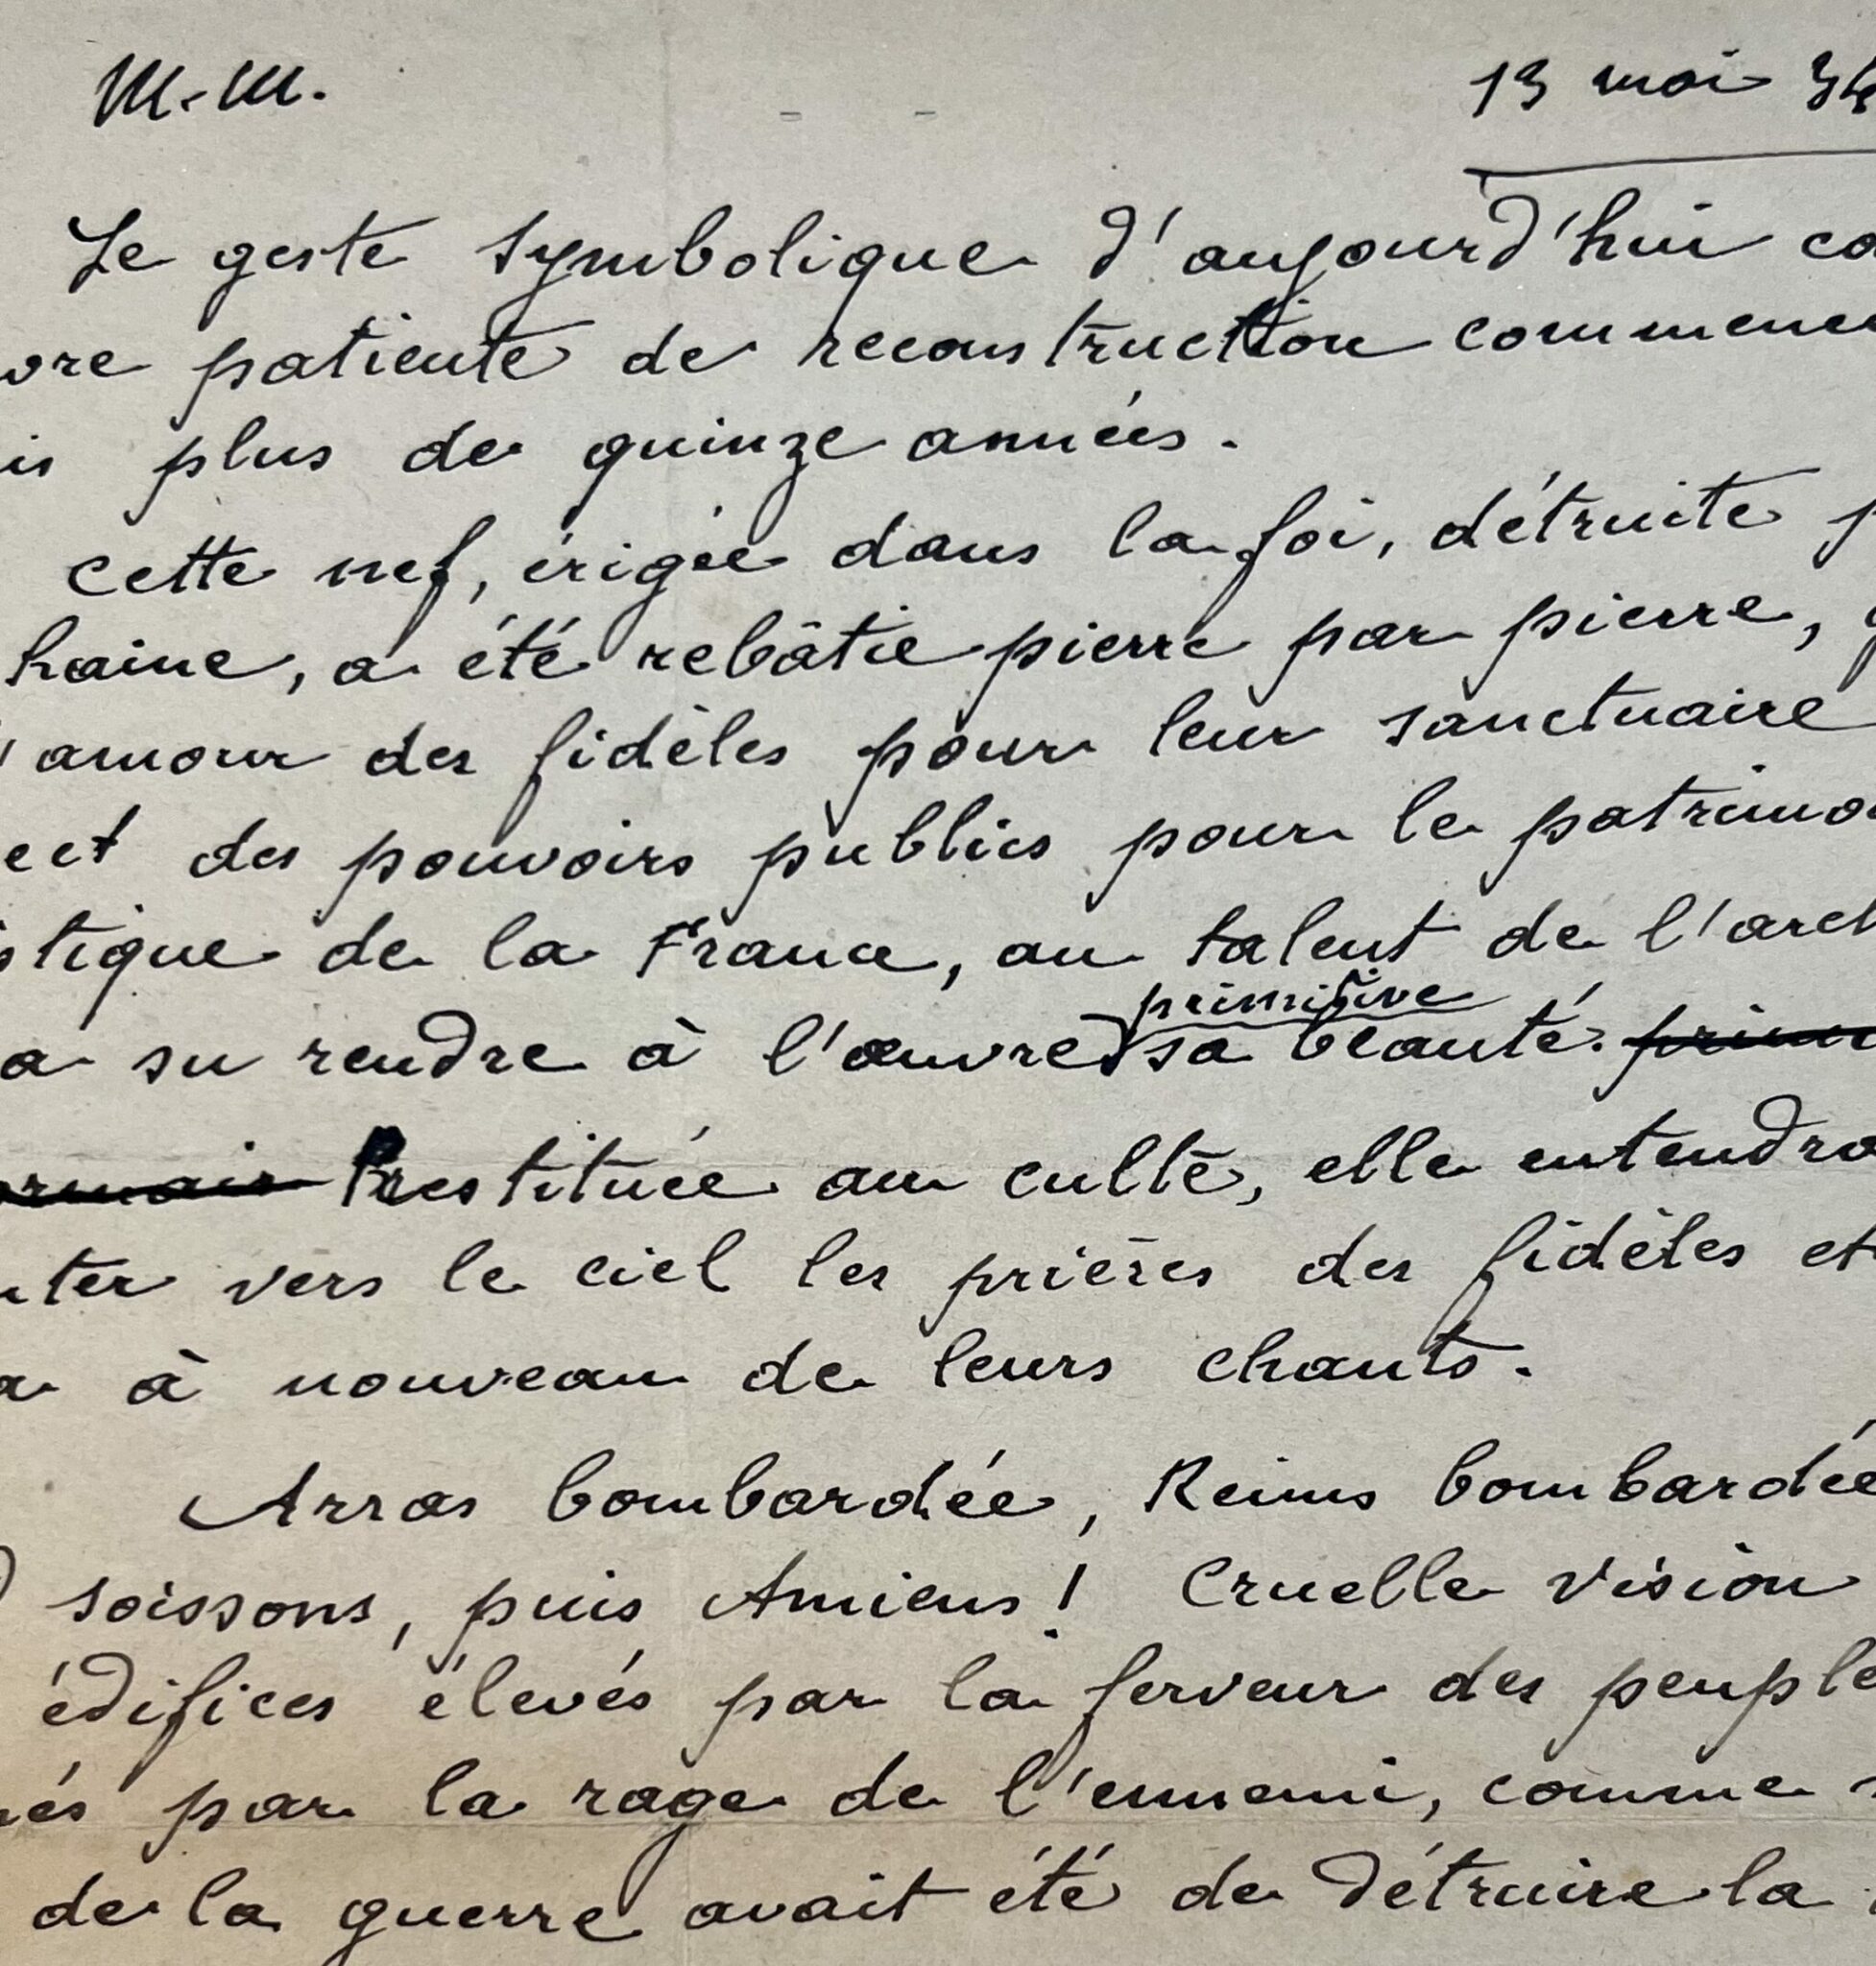 M.M.
13 mai 34
Le geste symbolique d'aujourd'hui co
vre patiente de reconstruction commenc
is plus de quinze années.
Cette nef, érigée dans la foi, détruite p
haine, a été rebâtie pierre par pierre,
amour des fidèles pour leur sanctuaire
ect des pouvoirs publics pour le patrimo
stique de la France, au talent de l'arch
primitive
a su rendre à l'œuvre sa beauté.
Restituée au culte, elle entendra
nter vers le ciel les prières des fidèles et
a à nouveau de leurs chants.
Arras bombardée, Reims bombardée
soissons, puis Amiens! Cruelle vision
édifices élevés par la ferveur des peuple
nés par la rage de l'ennemi, comme
de la guerre avait été de détruire la